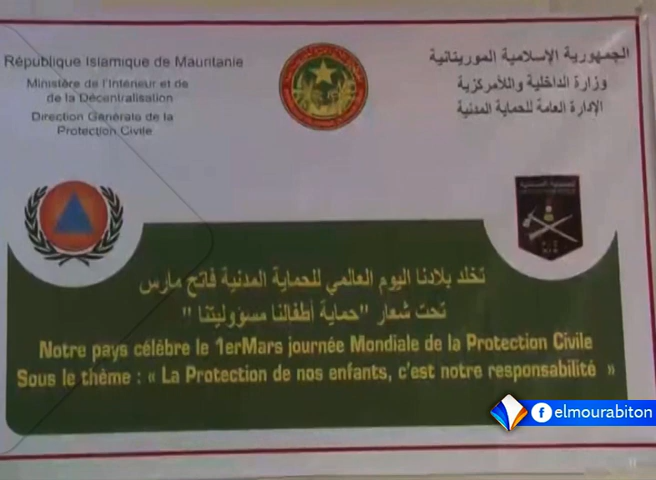 République Islamique de Mauritanie
Ministère de l'Intérieur et de
de la Décentralisation
Direction Générale de la
Protection Civile
الجمهورية الإسلامية الموريتانية
وزارة الداخلية واللامركزية
الإدارة العامة للحماية المدنية
تخلد بلادنا اليوم العالمي للحماية المدنية فاتح مارس
تحت شعار "حماية أطفالنا مسؤوليتنا "
Notre pays célèbre le 1erMars journée Mondiale de la Protection Civile
Sous le thème : « La Protection de nos enfants, c'est notre responsabilité »
elmourabiton